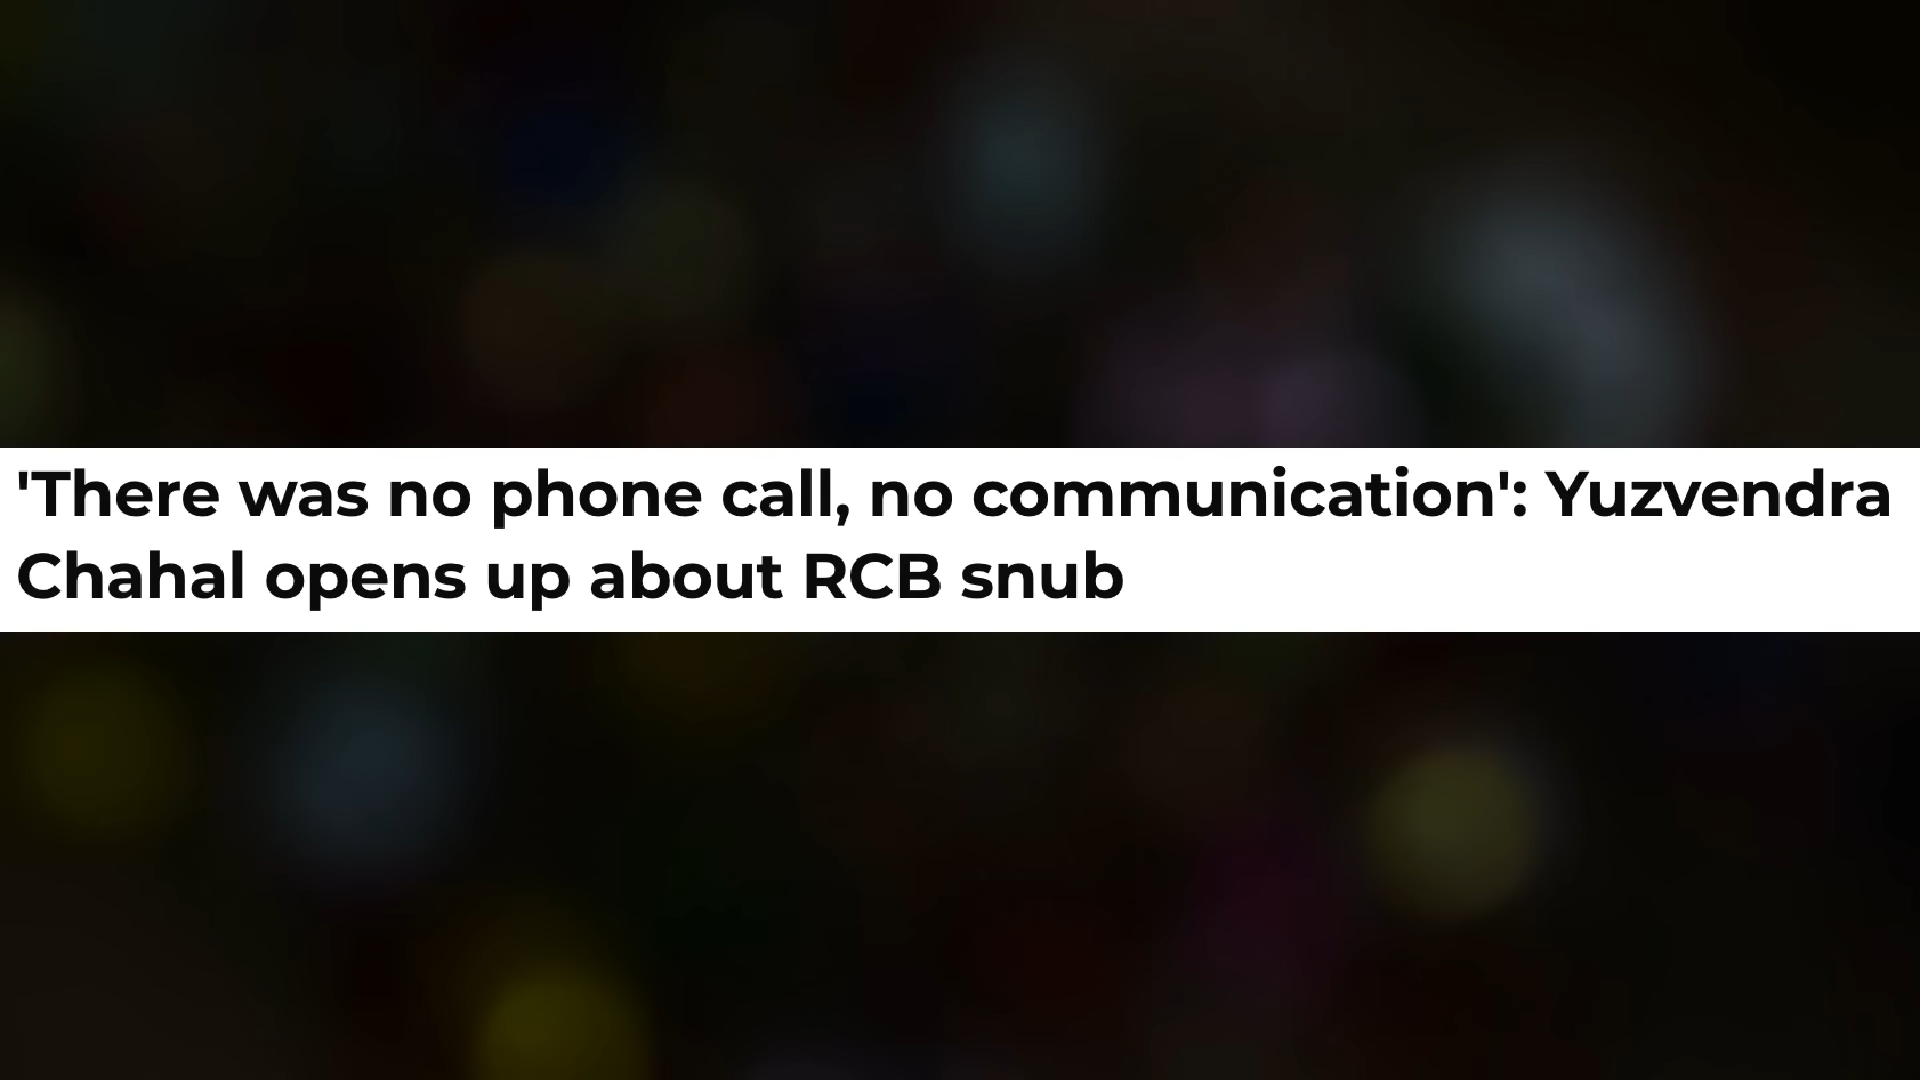 'There was no phone call, no communication': Yuzvendra
Chahal opens up about RCB snub